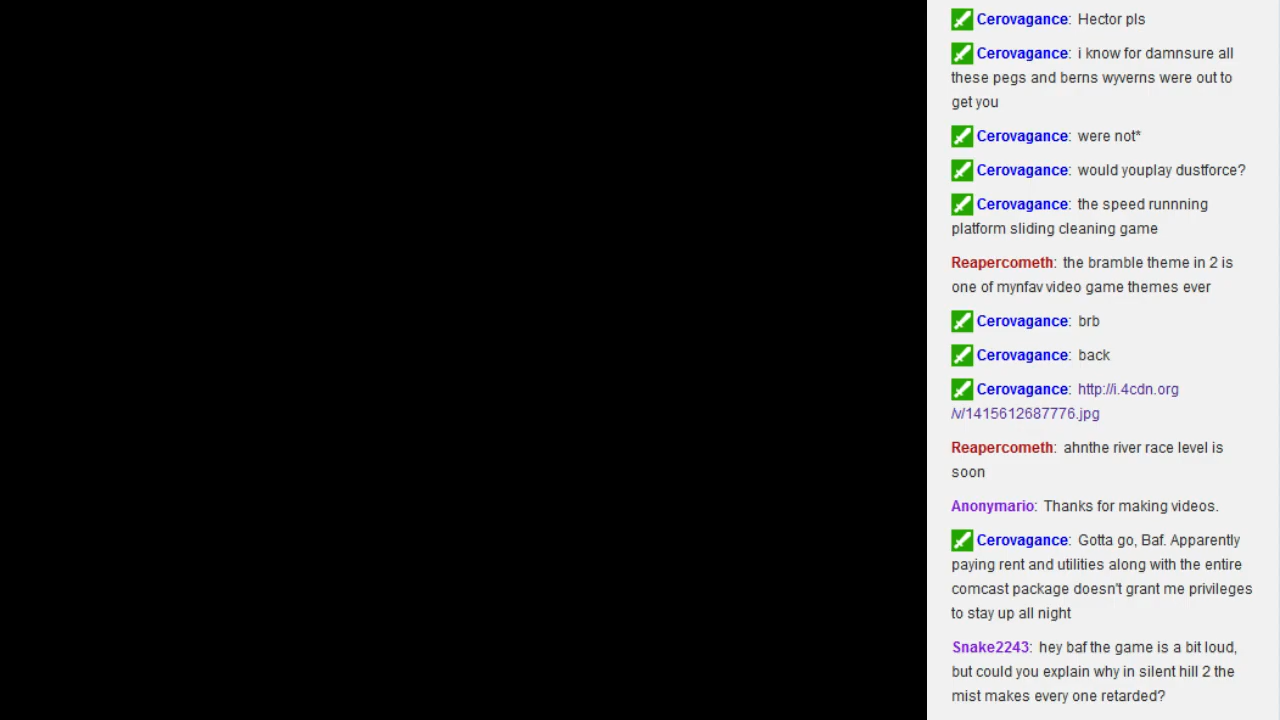 Cerovagance: Hector pls
Cerovagance: i know for damnsure all
these pegs and berns wyverns were out to
get you
Cerovagance: were not*
Cerovagance: would youplay dustforce?
Cerovagance: the speed runnning
platform sliding cleaning game
Reapercometh: the bramble theme in 2 is
one of mynfav video game themes ever
Cerovagance: brb
Cerovagance: back
Cerovagance: http://i.4cdn.org
/v/1415612687776.jpg
Reapercometh: ahnthe river race level is
soon
Anonymario: Thanks for making videos.
Cerovagance: Gotta go, Baf. Apparently
paying rent and utilities along with the entire
comcast package doesn't grant me privileges
to stay up all night
Snake2243: hey baf the game is a bit loud,
but could you explain why in silent hill 2 the
mist makes every one retarded?